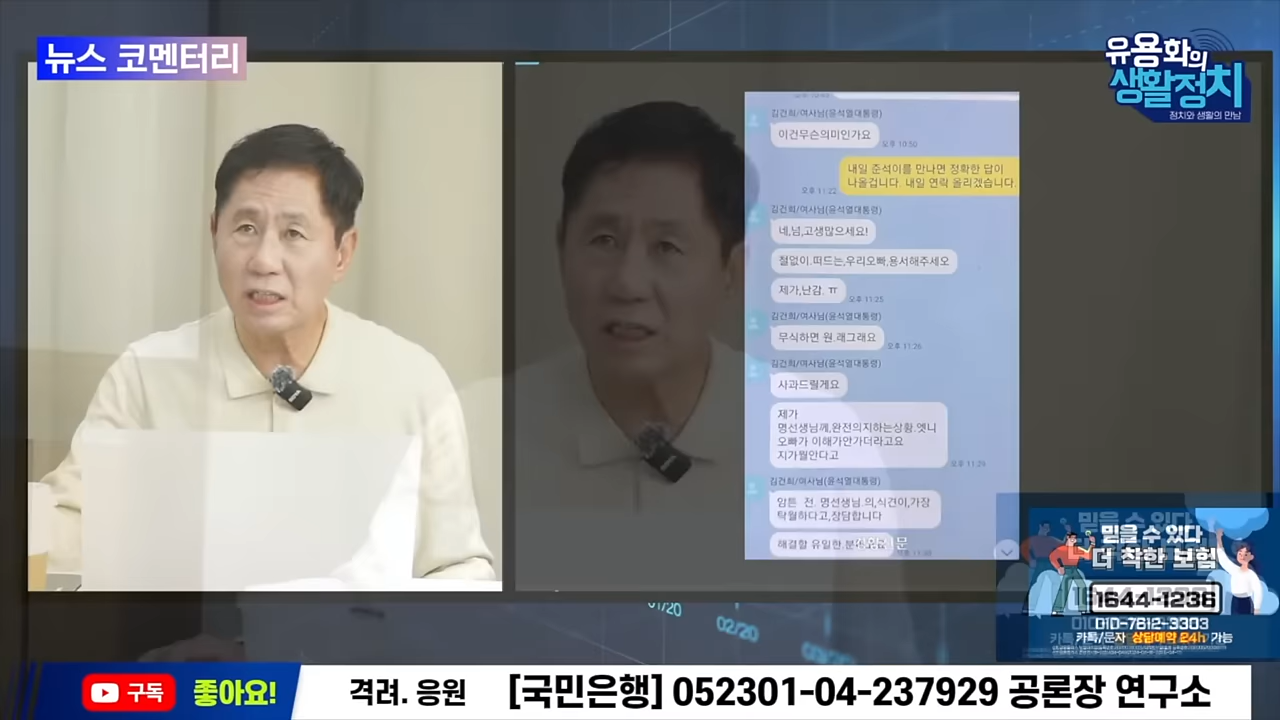 뉴스 코멘터리
유용화의
생활정치
정치와 생활의 만남
김건희/여사님(윤석열대통령)
이건무슨의미인가요
오후 10:50
내일 준석이를 만나면 정확한 답이
나올겁니다. 내일 연락 올리겠습니다.
오후 11:22
김건희/여사님(윤석열대통령)
네,넘,고생많으세요!
철없이.떠드는,우리오빠,용서해주세오
제가,난감. ㅠ
오후 11:25
김건희/여사님(윤석열대통령)
무식하면 원.래그래요
오후 11:26
김건희/여사님(윤석열대통령)
사과드릴게요
제가
명선생님께,완전의지하는상황.엣니
오빠가 이해가안가더라고요
지가뭘안다고
오후 11:29
김건희/여사님(윤석열대통령)
암튼 전 명선생님.의,식견이,가장
탁월하다고,장담합니다
해결할 유일한.분
믿을 수 있다
더 착한 보험
1644-1236
010-7612-3303
카톡/문자 상담예약 24h 가능
01/20
02/20
구독
좋아요!
격려. 응원
[국민은행] 052301-04-237929 공론장 연구소